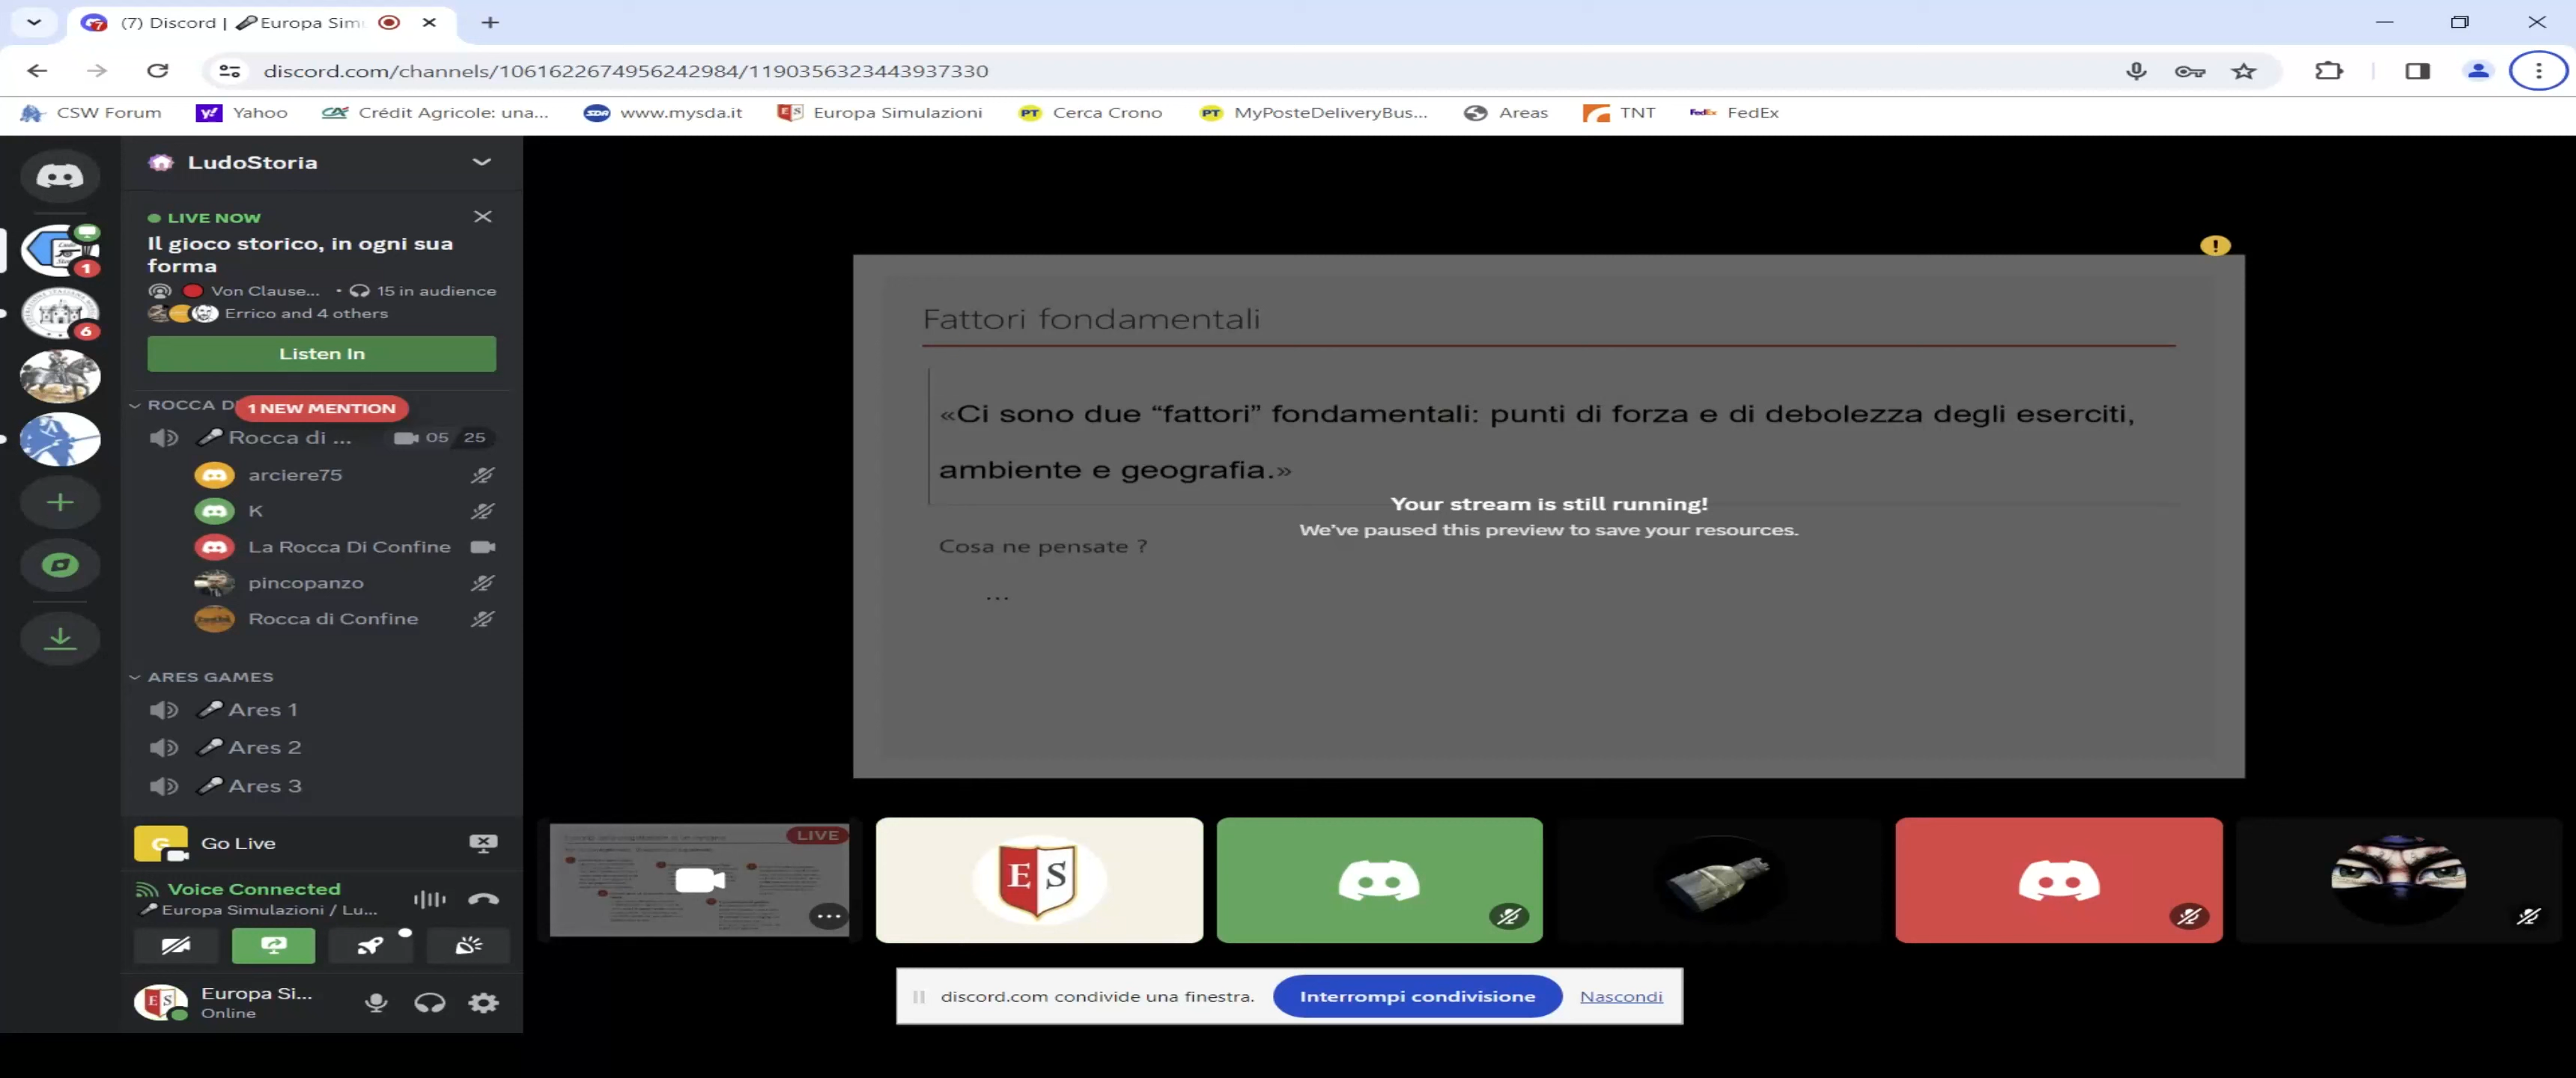 (7) Discord | 🎤Europa Sim
discord.com/channels/1061622674956242984/1190356323443937330
CSW Forum
Yahoo
Crédit Agricole: una...
SDA
www.mysda.it
E S
Europa Simulazioni
PT
Cerca Crono
PT
MyPosteDeliveryBus...
Areas
TNT
FedEx
FedEx
LudoStoria
LIVE NOW
Il gioco storico, in ogni sua
forma
Von Clause... • 15 in audience
Errico and 4 others
Listen In
ROCCA D
1 NEW MENTION
Rocca di ... 05 25
arciere75
K
La Rocca Di Confine
pincopanzo
Rocca di Confine
ARES GAMES
Ares 1
Ares 2
Ares 3
1
6
G
Go Live
Voice Connected
Europa Simulazioni / Lu...
Europa Si...
Online
E S
Fattori fondamentali
«Ci sono due “fattori” fondamentali: punti di forza e di debolezza degli eserciti,
ambiente e geografia.»
Your stream is still running!
We've paused this preview to save your resources.
Cosa ne pensate ?
...
LIVE
E S
discord.com condivide una finestra.
Interrompi condivisione
Nascondi